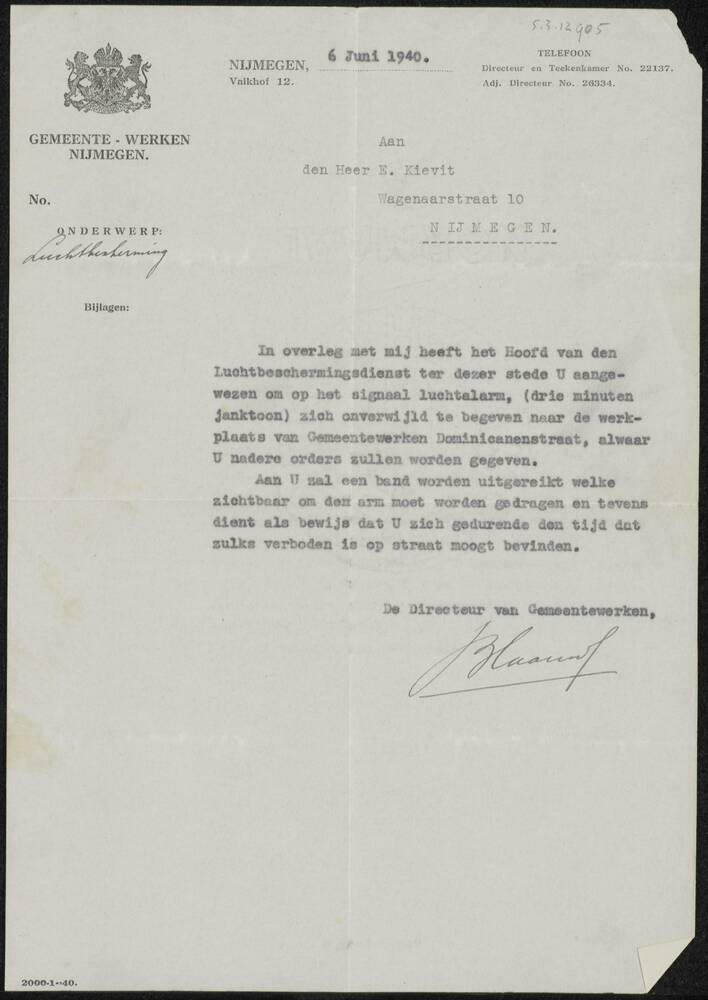 5.3.12905
NIJMEGEN, 6 Juni 1940.
Valkhof 12.
TELEFOON
Directeur en Teekenkamer No. 22137.
Adj. Directeur No. 26334.
GEMEENTE - WERKEN
NIJMEGEN.
No.
ONDERWERP:
Luchtbescherming
Bijlagen:
Aan
den Heer E. Kievit
Wagenaarstraat 10
NIJMEGEN.
In overleg met mij heeft het Hoofd van den
Luchtbeschermingsdienst ter dezer stede U aange-
wezen om op het signaal luchtalarm, (drie minuten
janktoon) zich onverwijld te begeven naar de werk-
plaats van Gemeentewerken Dominicanenstraat, alwaar
U nadere orders zullen worden gegeven.
Aan U zal een band worden uitgereikt welke
zichtbaar om den arm moet worden gedragen en tevens
dient als bewijs dat U zich gedurende den tijd dat
zulks verboden is op straat moogt bevinden.
De Directeur van Gemeentewerken,
2000-1-'40.